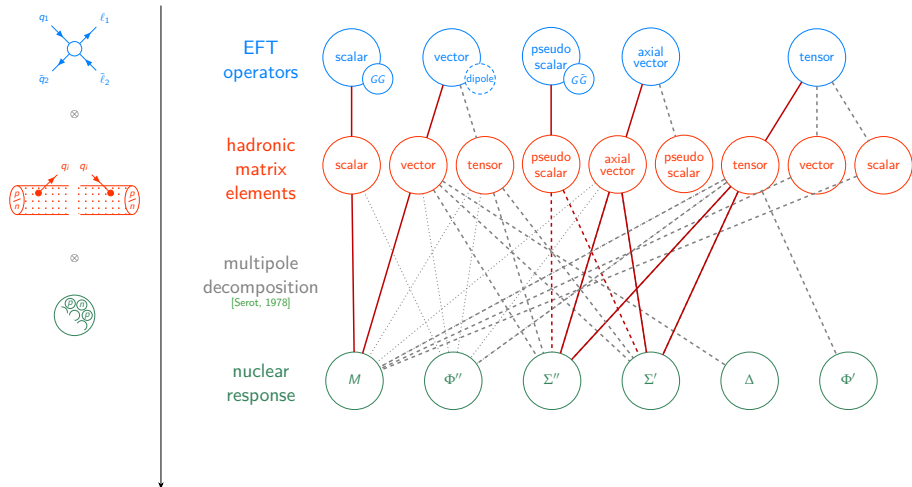 q₁ ℓ₁
q̄₂ ℓ̄₂
⊗
qᵢ qᵢ
p n p n
⊗
p n p
EFT
operators
scalar
GG
vector
dipole
pseudo
scalar
GG̃
axial
vector
tensor
hadronic
matrix
elements
scalar
vector
tensor
pseudo
scalar
axial
vector
pseudo
scalar
tensor
vector
scalar
multipole
decomposition
[Serot, 1978]
nuclear
response
M
Φ′′
Σ′′
Σ′
Δ
Φ′